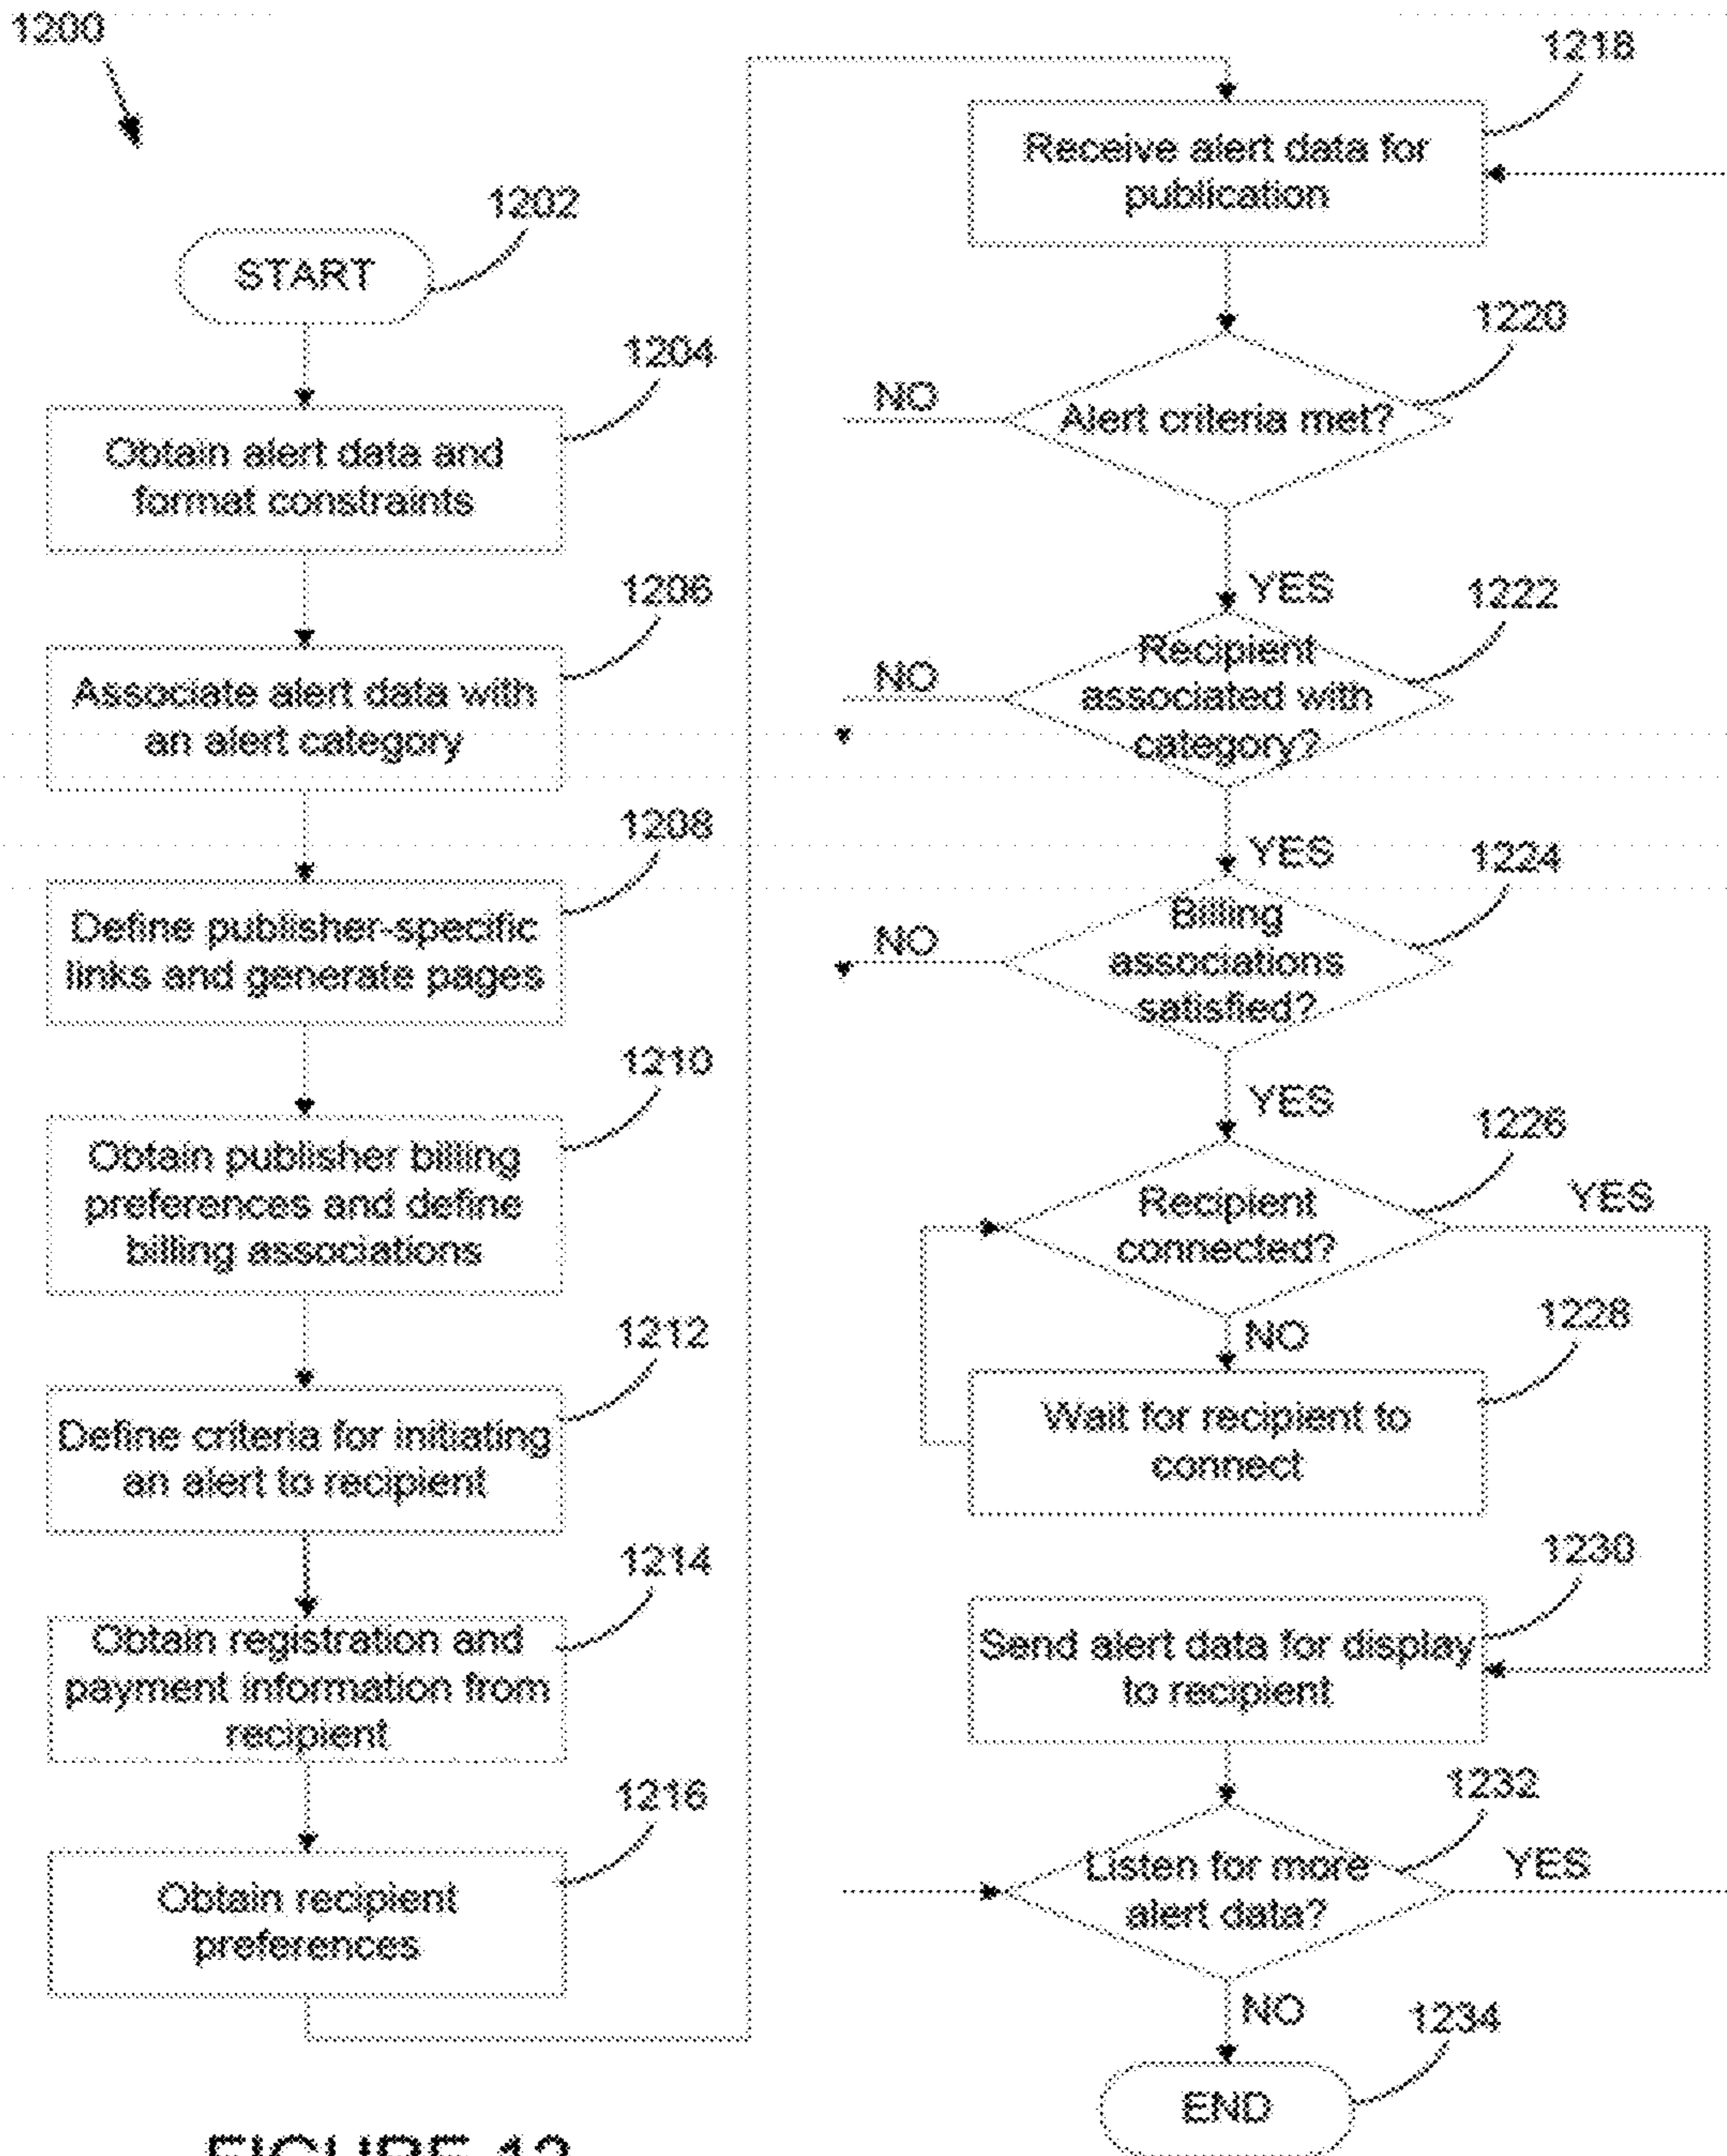 1200
1202
START
1204
Obtain alert data and
format constraints
1206
Associate alert data with
an alert category
1208
Define publisher-specific
links and generate pages
1210
Obtain publisher billing
preferences and define
billing associations
1212
Define criteria for initiating
an alert to recipient
1214
Obtain registration and
payment information from
recipient
1216
Obtain recipient
preferences
1218
Receive alert data for
publication
1220
NO
Alert criteria met?
YES
1222
NO
Recipient
associated with
category?
YES
1224
NO
Billing
associations
satisfied?
YES
1226
Recipient
connected?
YES
NO
1228
Wait for recipient to
connect
1230
Send alert data for display
to recipient
1232
Listen for more
alert data?
YES
NO
1234
END
FIGURE 12